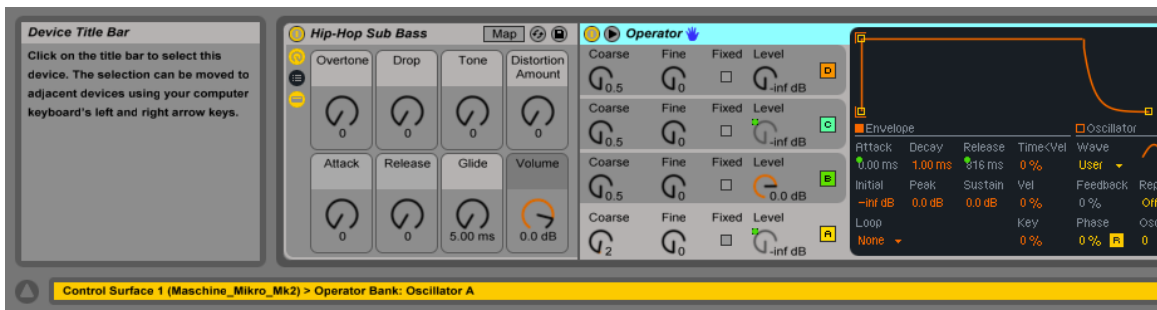 Device Title Bar
Click on the title bar to select this
device. The selection can be moved to
adjacent devices using your computer
keyboard's left and right arrow keys.
Hip-Hop Sub Bass
Map
Overtone Drop Tone Distortion
Amount
0 0 0 0
Attack Release Glide Volume
0 0 5.00 ms 0.0 dB
Operator
Coarse Fine Fixed Level
0.5 0 -inf dB D
Coarse Fine Fixed Level
0.5 0 -inf dB C
Coarse Fine Fixed Level
0.5 0 0.0 dB B
Coarse Fine Fixed Level
2 0 -inf dB A
Envelope Oscillator
Attack Decay Release Time<Vel Wave
0.00 ms 1.00 ms 816 ms 0 % User
Initial Peak Sustain Vel Feedback Rep
-inf dB 0.0 dB 0.0 dB 0 % 0 % Off
Loop Key Phase Osc
None 0 % 0 % R 0
Control Surface 1 (Maschine_Mikro_Mk2) > Operator Bank: Oscillator A